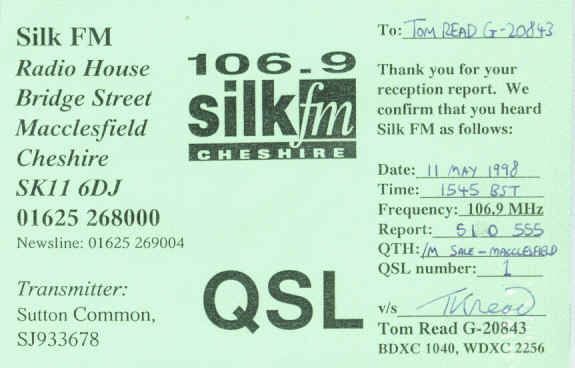 Silk FM
Radio House
Bridge Street
Macclesfield
Cheshire
SK11 6DJ
01625 268000
Newsline: 01625 269004
Transmitter:
Sutton Common,
SJ933678
106.9
silk fm
CHESHIRE
QSL
To: TOM READ G-20843
Thank you for your
reception report. We
confirm that you heard
Silk FM as follows:
Date: 11 MAY 1998
Time: 1545 BST
Frequency: 106.9 MHz
Report: SIO 555
QTH: /M SALE - MACCLESFIELD
QSL number: 1
v/s TKRead
Tom Read G-20843
BDXC 1040, WDXC 2256